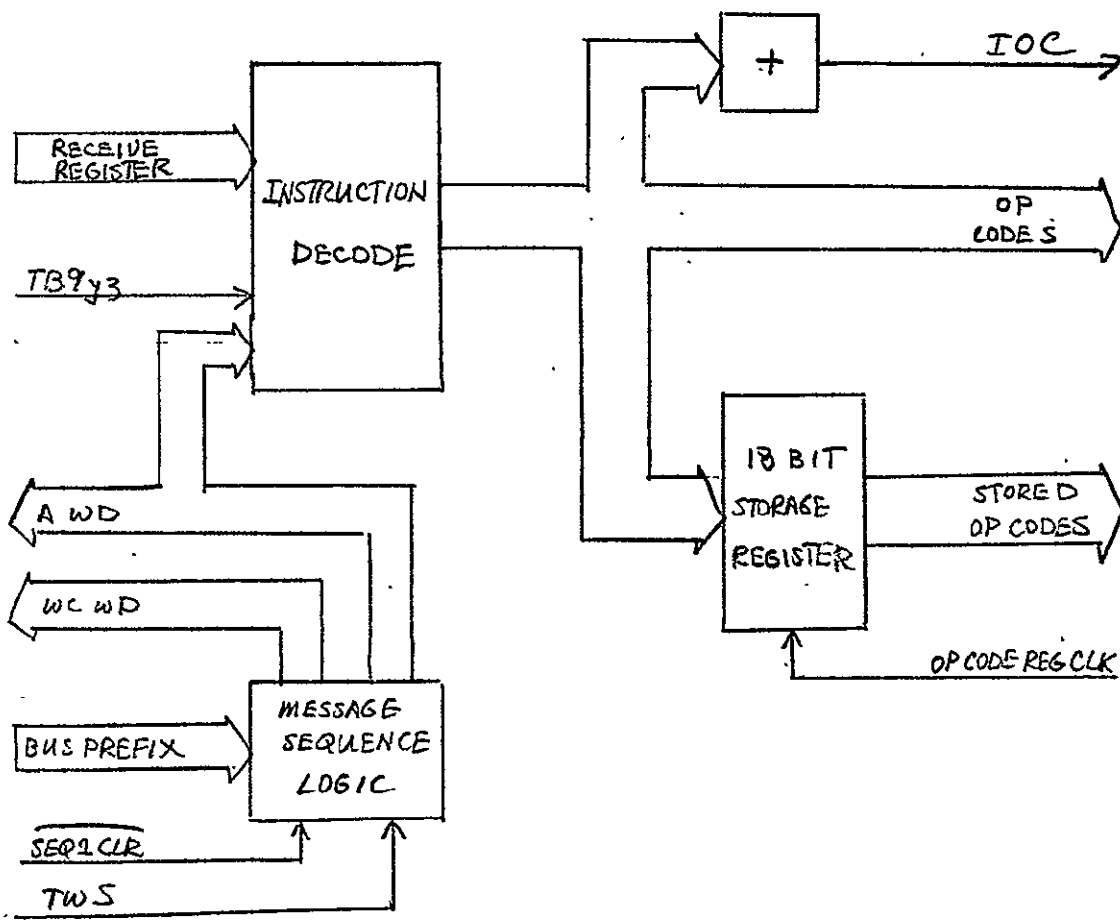 +
IOC
RECEIVE
REGISTER
INSTRUCTION
DECODE
OP
CODES
TB9y3
18 BIT
STORAGE
REGISTER
STORED
OP CODES
A WD
WC WD
OP CODE REG CLK
MESSAGE
SEQUENCE
LOGIC
BUS PREFIX
SEQ1CLR
TWS